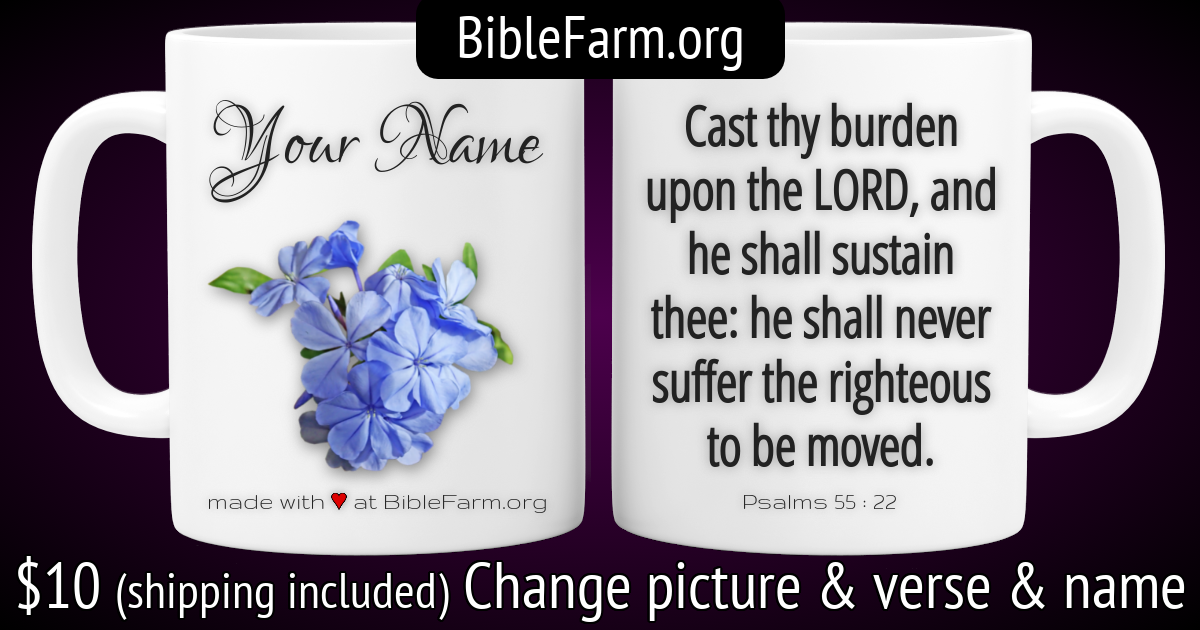 BibleFarm.org
Your Name
made with ♥ at BibleFarm.org
Cast thy burden
upon the LORD, and
he shall sustain
thee: he shall never
suffer the righteous
to be moved.
Psalms 55 : 22
$10 (shipping included) Change picture & verse & name